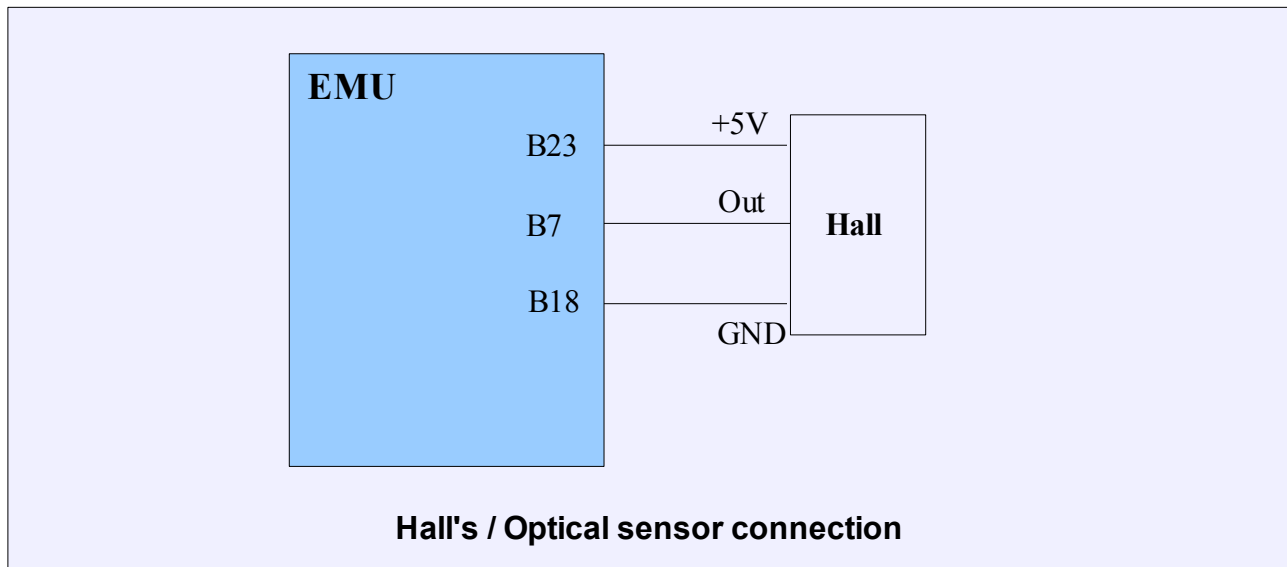 EMU
B23
+5V
B7
Out
Hall
B18
GND
Hall's / Optical sensor connection